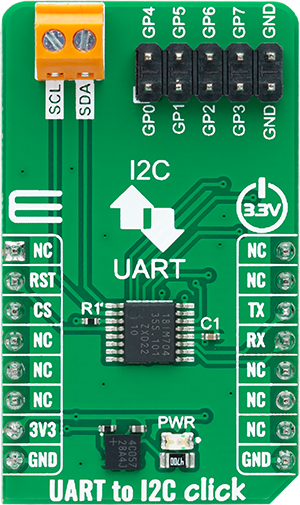 GP4 GP5 GP6 GP7 GND
SCL SDA
GP0 GP1 GP2 GP3 GND
I2C
3.3V
UART
NC NC
RST NC
CS TX
NC RX
R1 C1
NC NC
NC NC
PWR
3V3 NC
GND GND
UART to I2C click